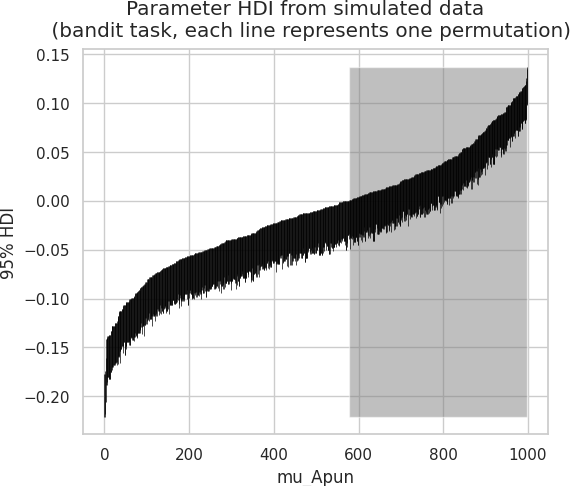 Parameter HDI from simulated data
(bandit task, each line represents one permutation)
0.15
0.10
0.05
0.00
−0.05
−0.10
−0.15
−0.20
95% HDI
0 200 400 600 800 1000
mu_Apun